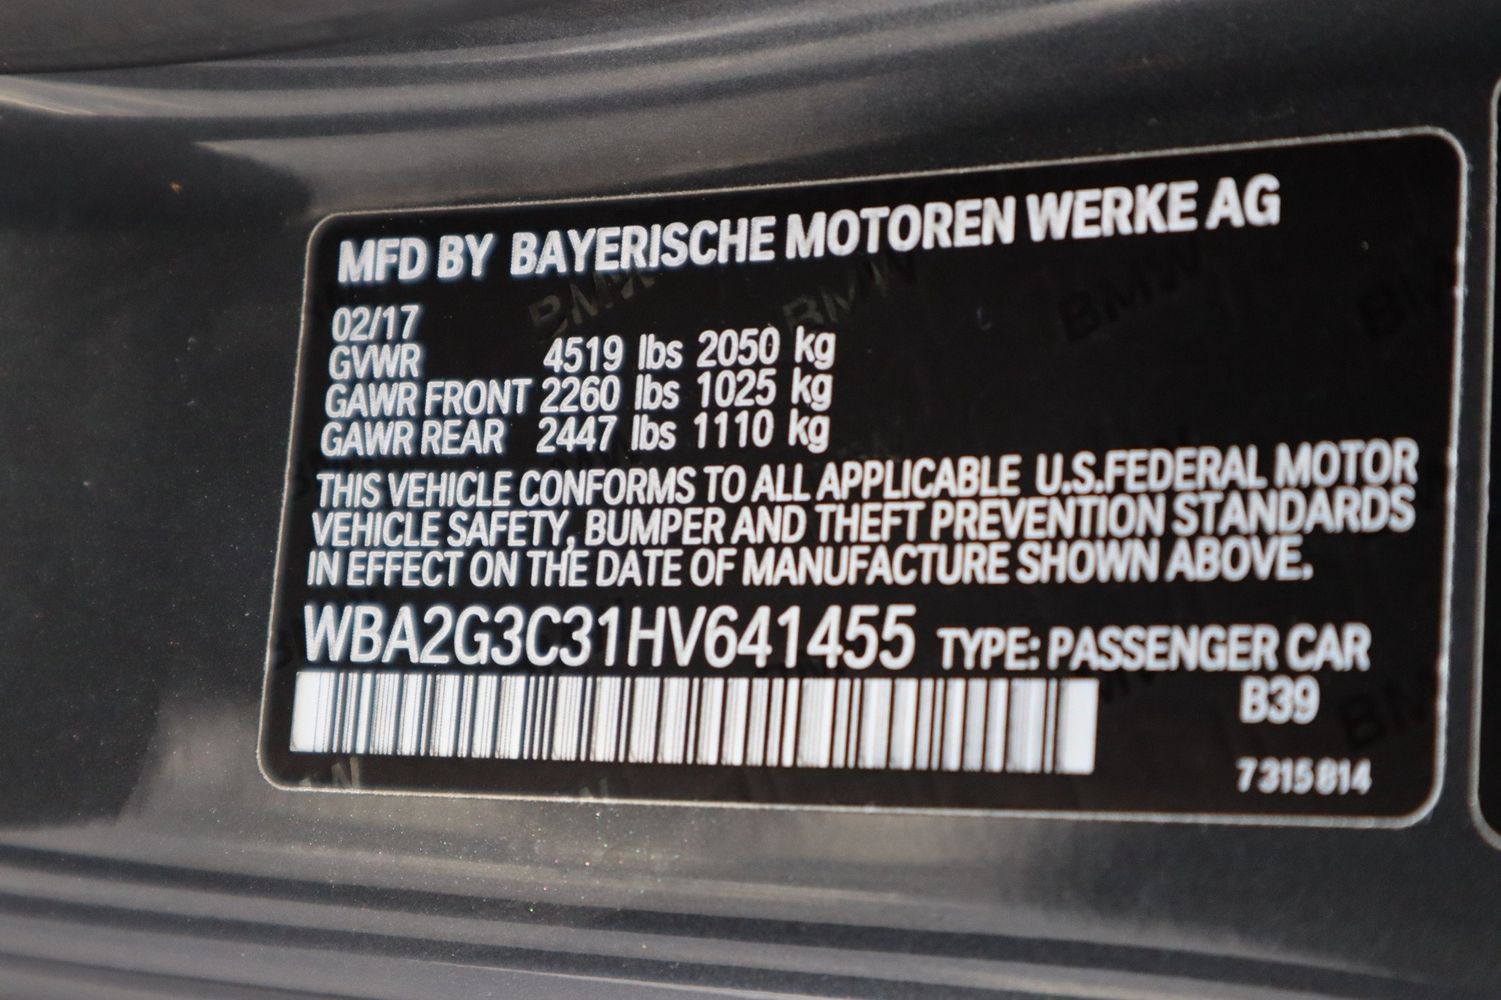 MFD BY BAYERISCHE MOTOREN WERKE AG
02/17
GVWR 4519 lbs 2050 kg
GAWR FRONT 2260 lbs 1025 kg
GAWR REAR 2447 lbs 1110 kg
THIS VEHICLE CONFORMS TO ALL APPLICABLE U.S.FEDERAL MOTOR
VEHICLE SAFETY, BUMPER AND THEFT PREVENTION STANDARDS
IN EFFECT ON THE DATE OF MANUFACTURE SHOWN ABOVE.
WBA2G3C31HV641455 TYPE: PASSENGER CAR
B39
7315814